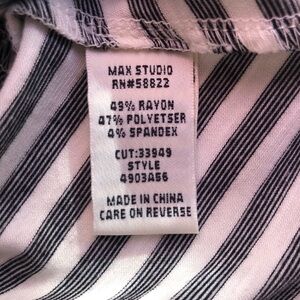 MAX STUDIO
RN#58822
49% RAYON
47% POLYETSER
4% SPANDEX
CUT:33949
STYLE
4903A56
MADE IN CHINA
CARE ON REVERSE